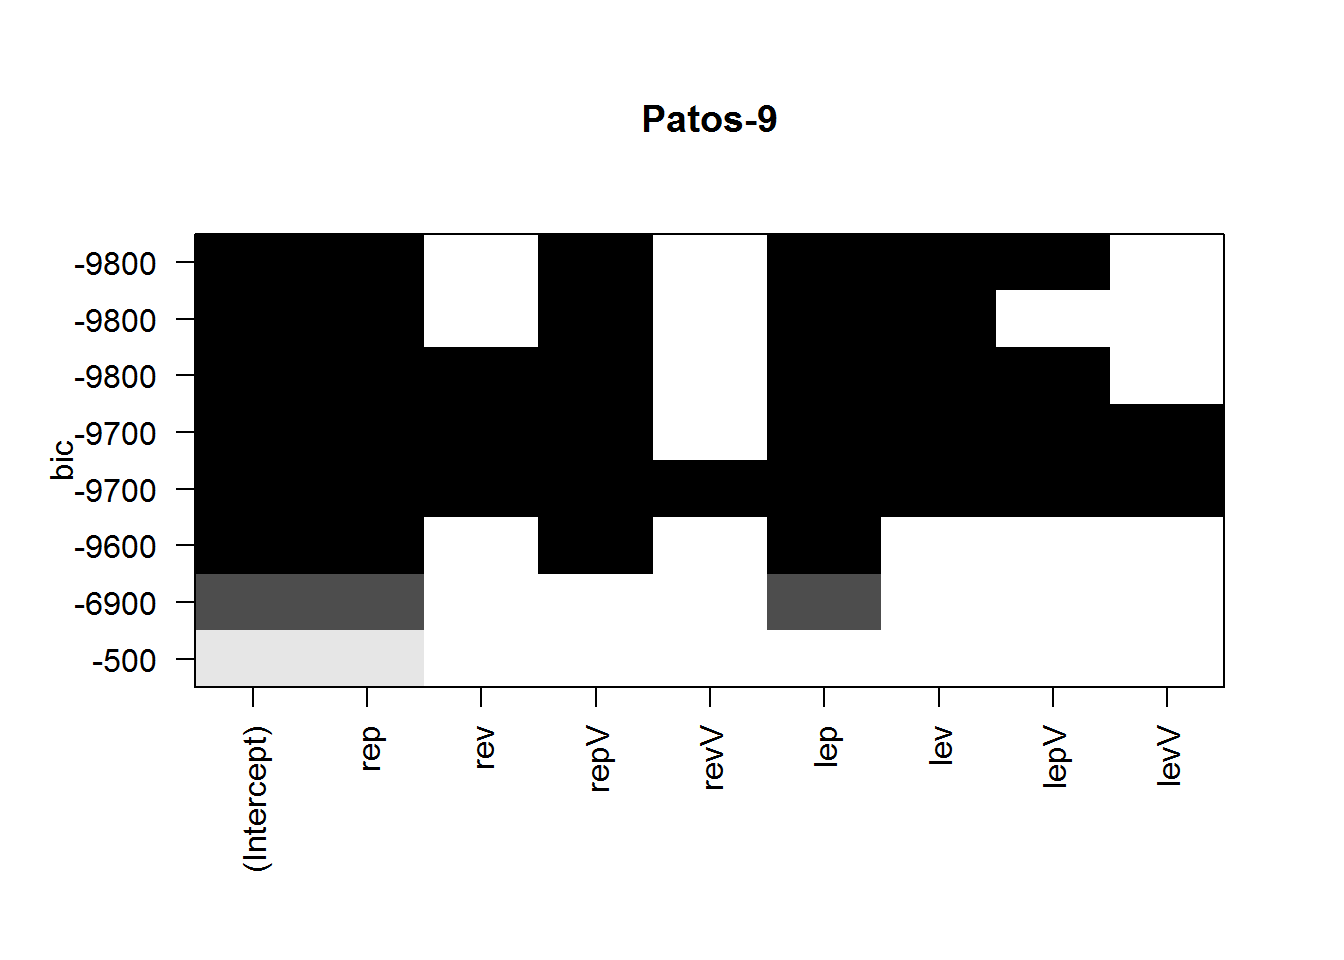 Patos-9
bic
-9800
-9800
-9800
-9700
-9700
-9600
-6900
-500
(Intercept)
rep
rev
repV
revV
lep
lev
lepV
levV